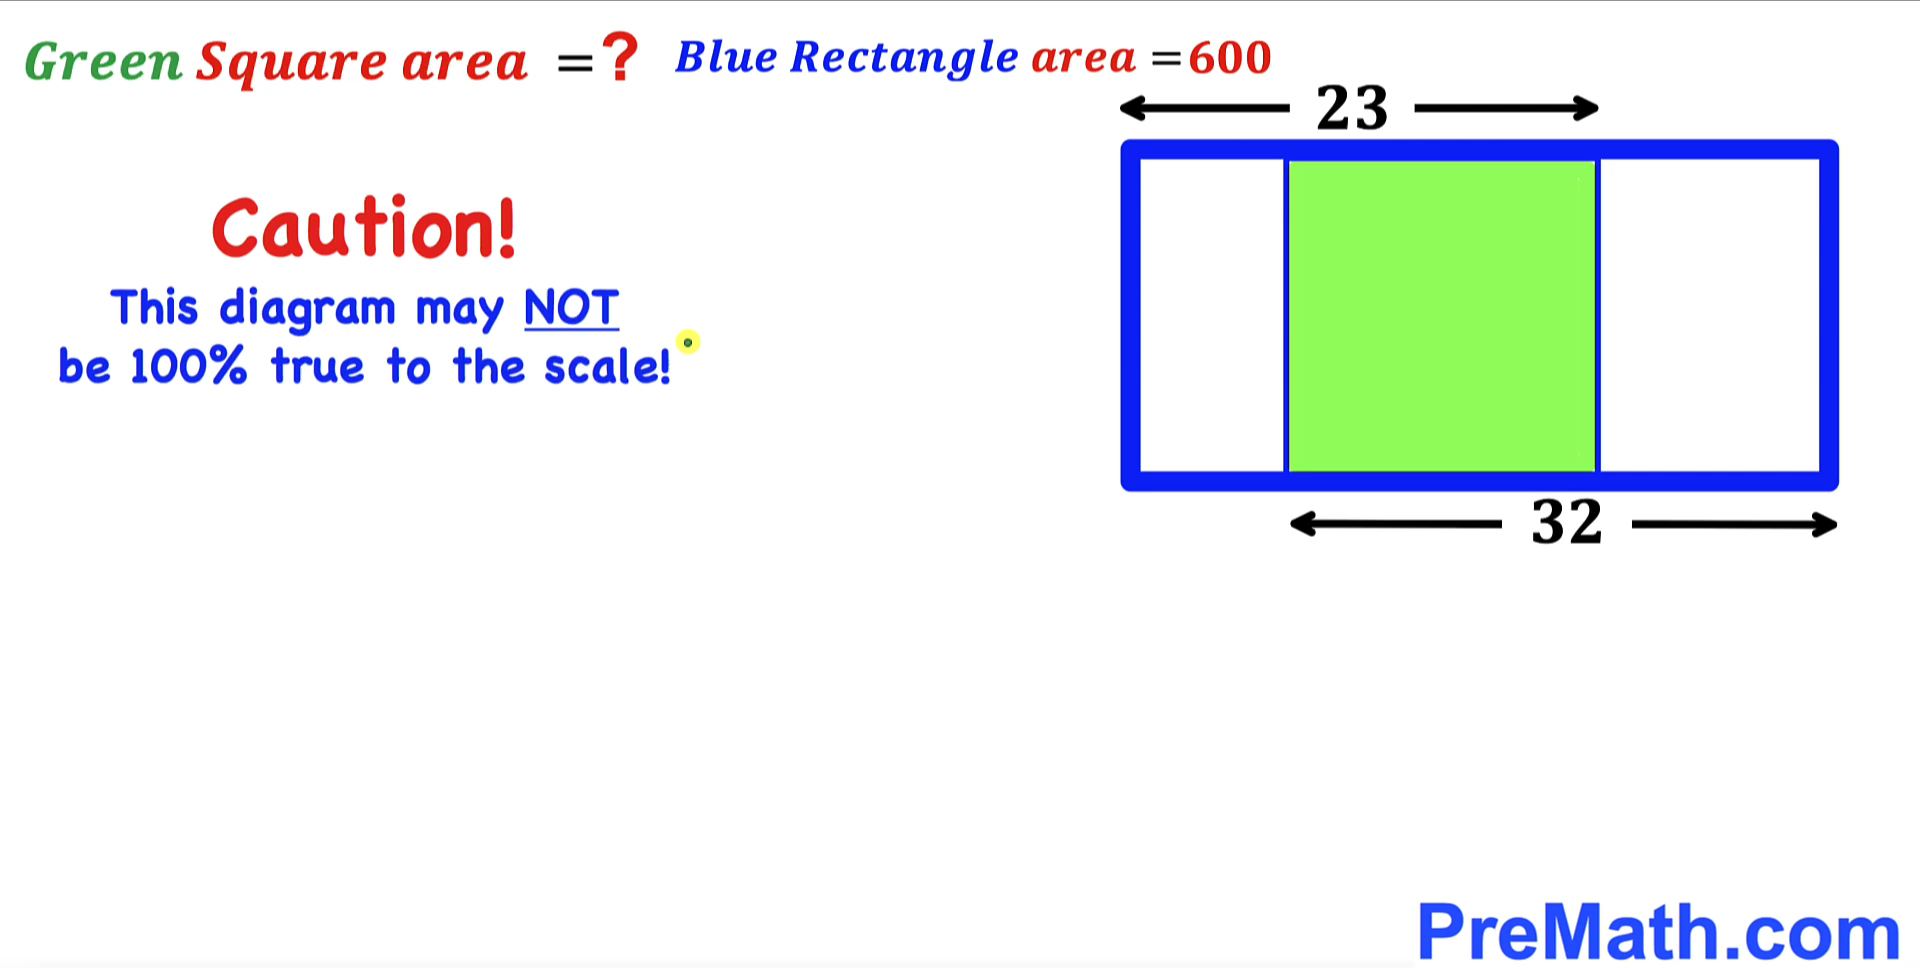 Green Square area =? Blue Rectangle area =600
23
Caution!
This diagram may NOT
be 100% true to the scale!
32
PreMath.com